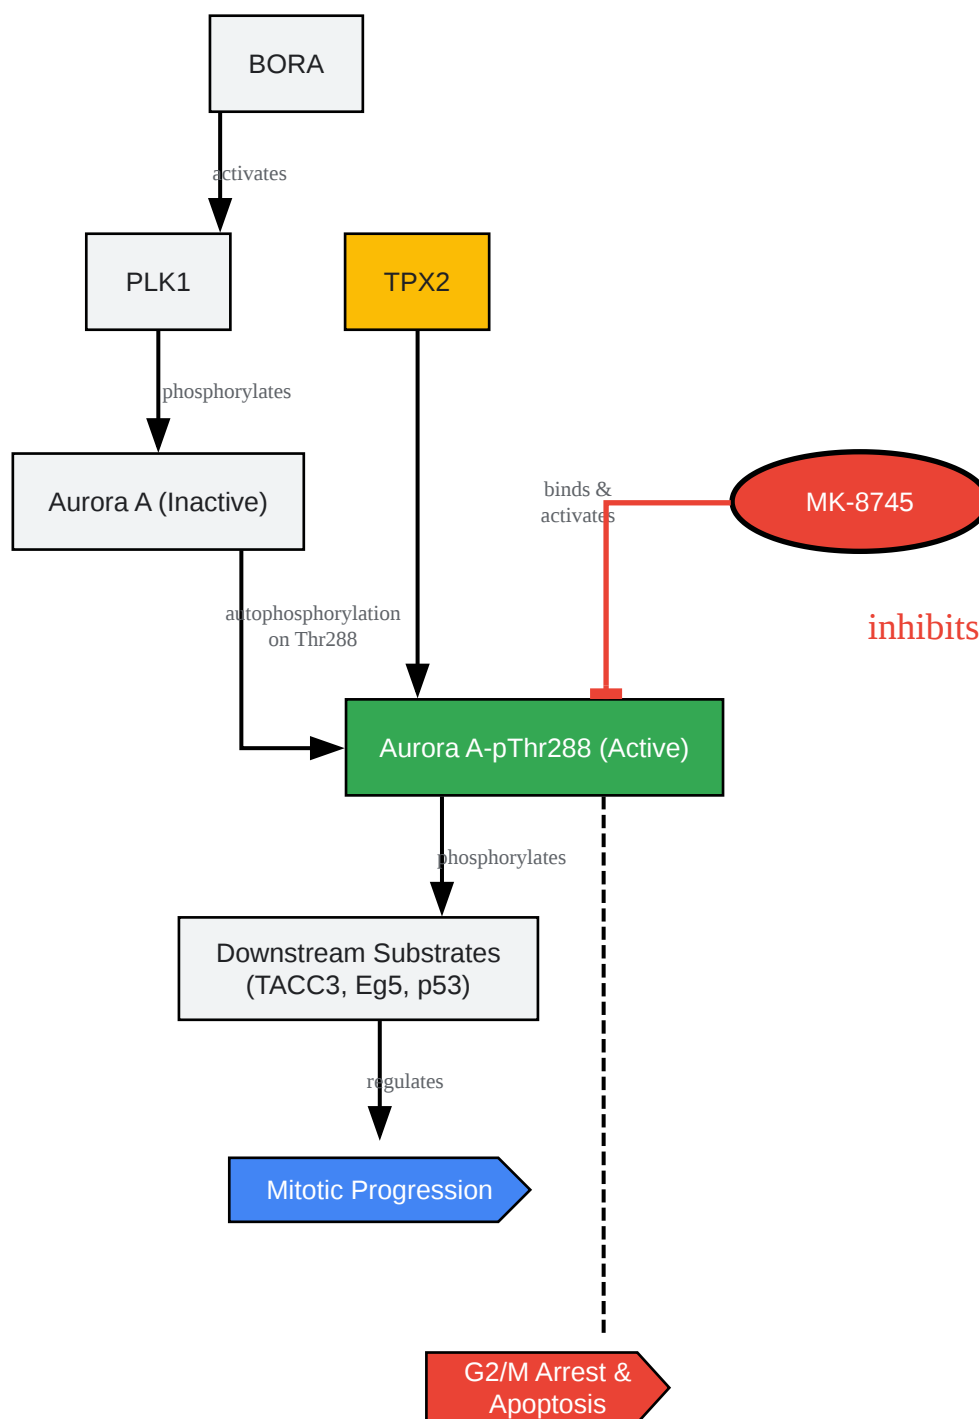 BORA
activates
PLK1
TPX2
phosphorylates
Aurora A (Inactive)
binds &
activates
MK-8745
autophosphorylation
on Thr288
inhibits
Aurora A-pThr288 (Active)
phosphorylates
Downstream Substrates
(TACC3, Eg5, p53)
regulates
Mitotic Progression
G2/M Arrest &
Apoptosis